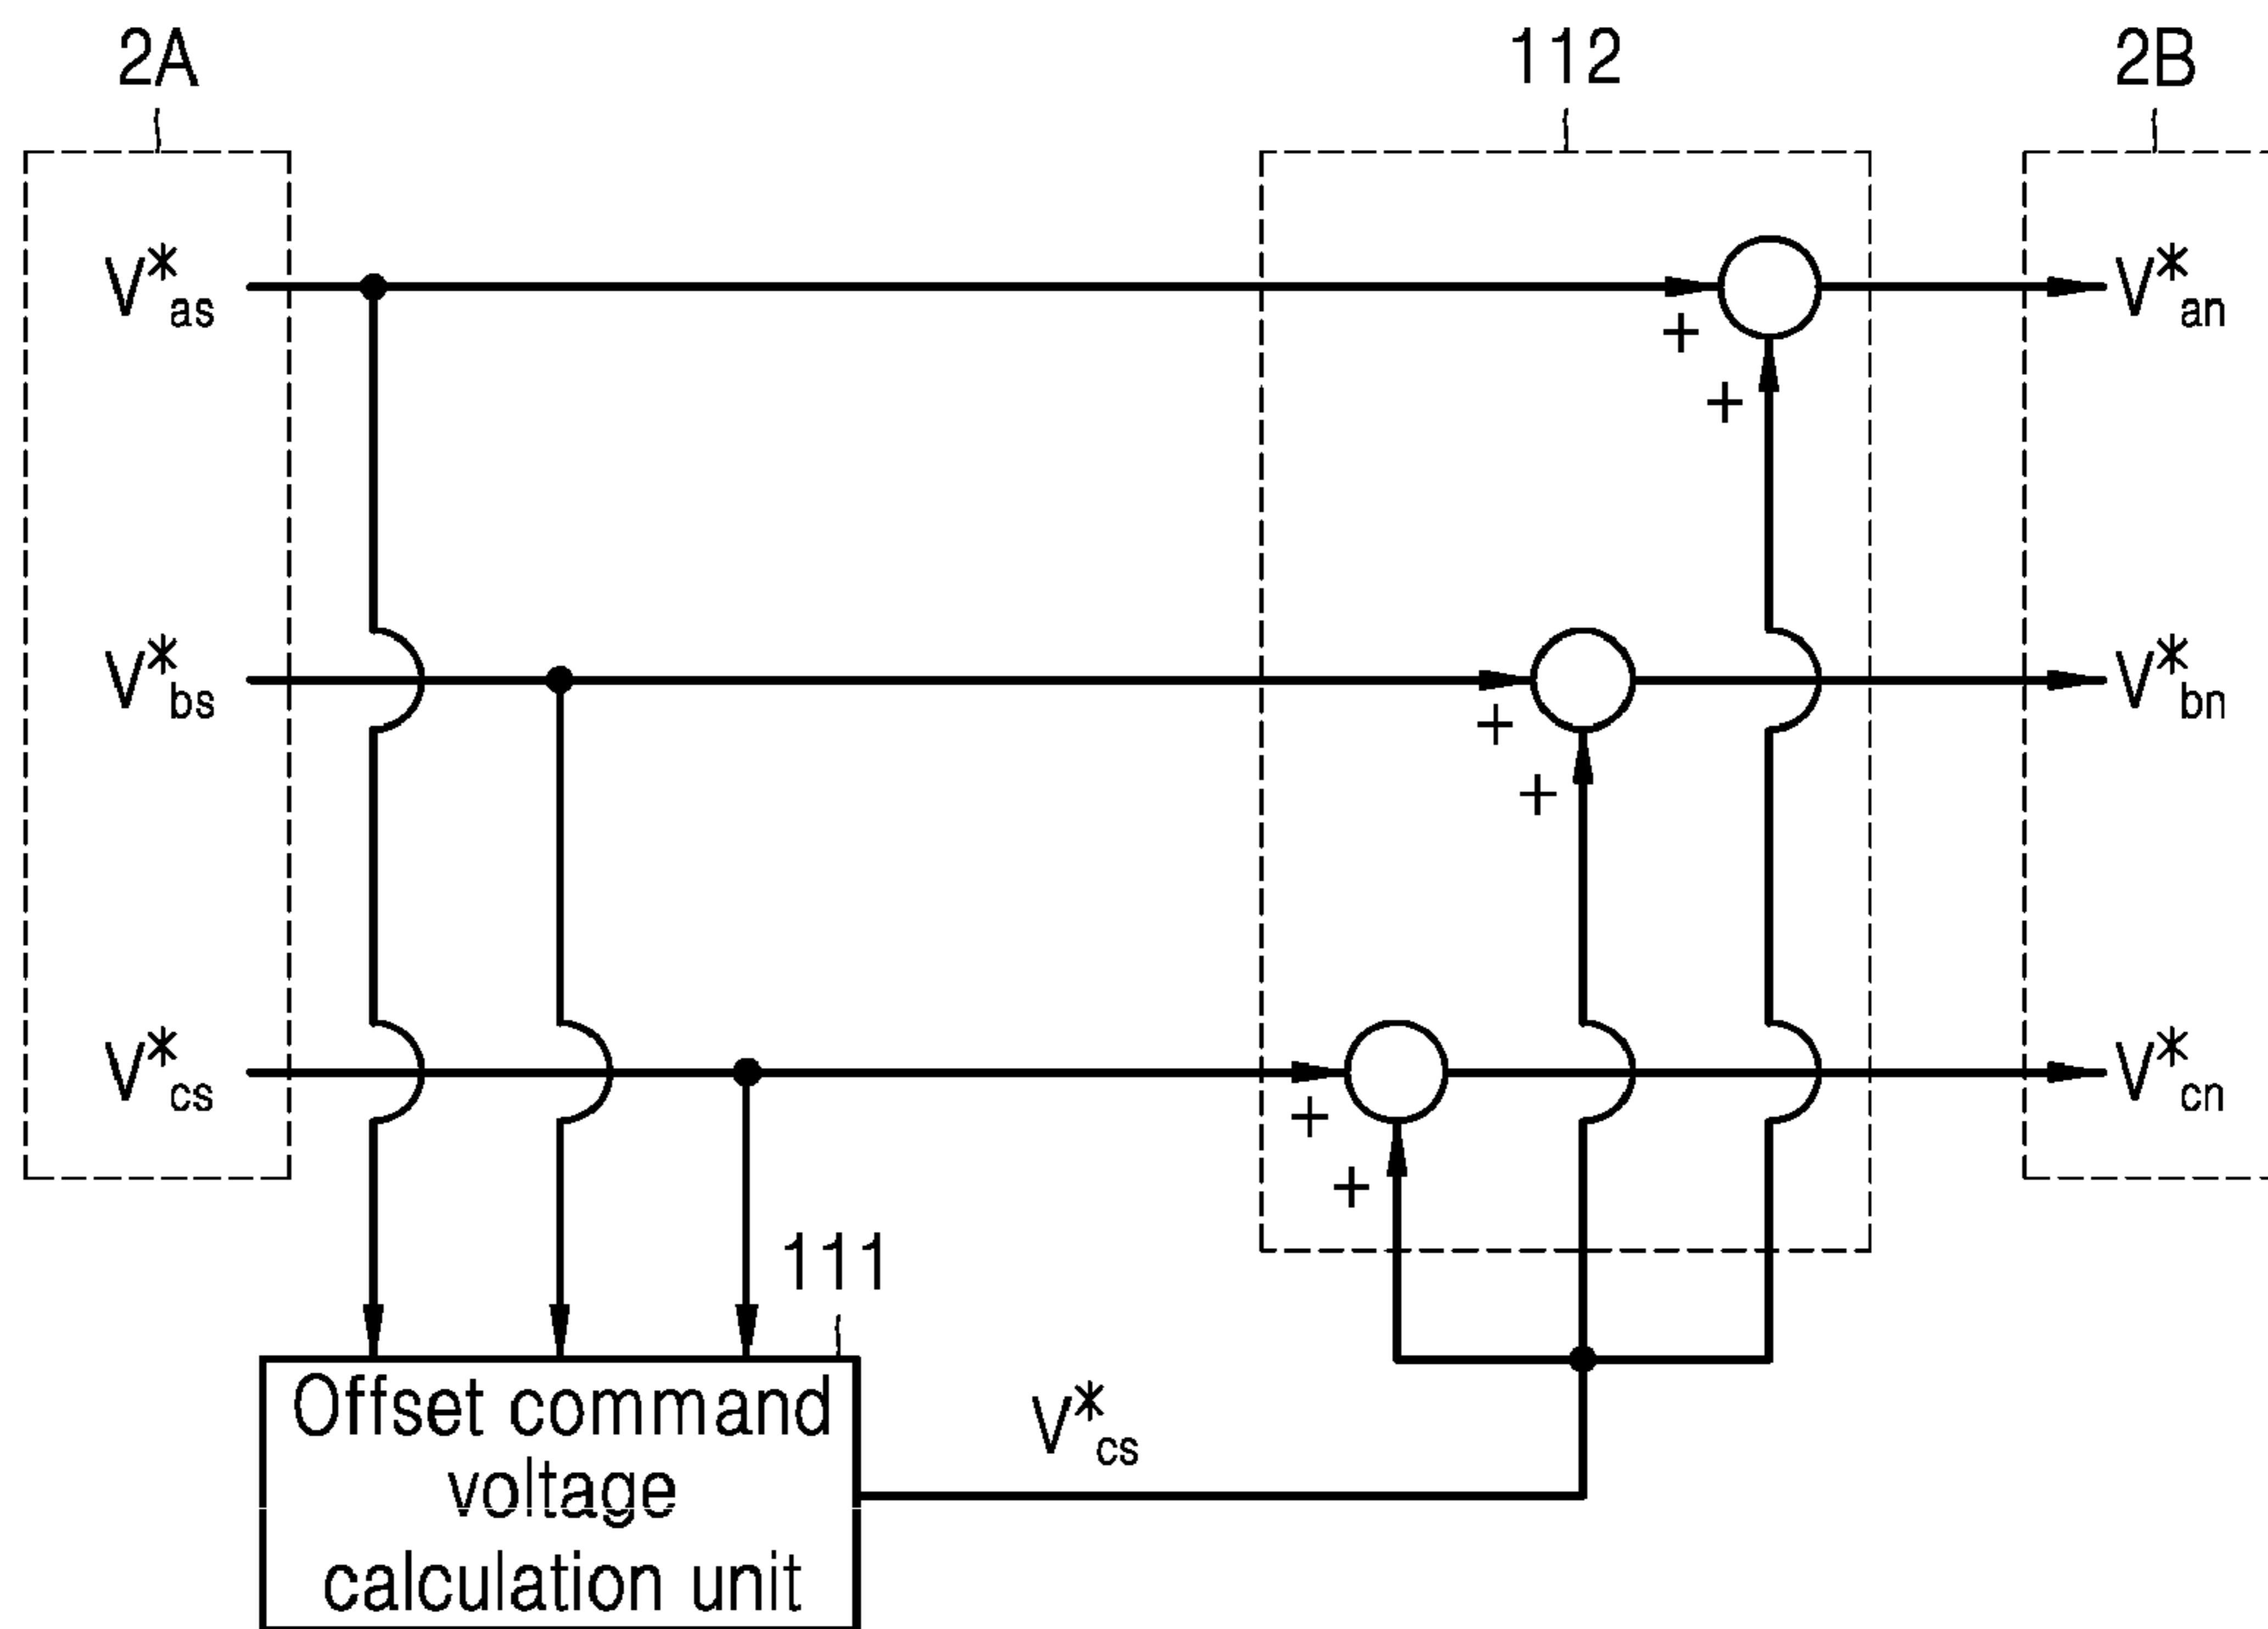 2A 112 2B
V*as V*an
+
+
V*bs V*bn
+
+
V*cs V*cn
+
+
111
Offset command
voltage
calculation unit
V*cs